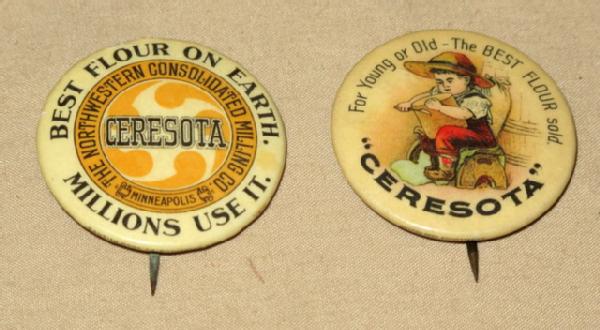 BEST FLOUR ON EARTH.
THE NORTHWESTERN CONSOLIDATED MILLING CO.
CERESOTA
MINNEAPOLIS
MILLIONS USE IT.
For Young or Old - The BEST FLOUR sold.
"CERESOTA"